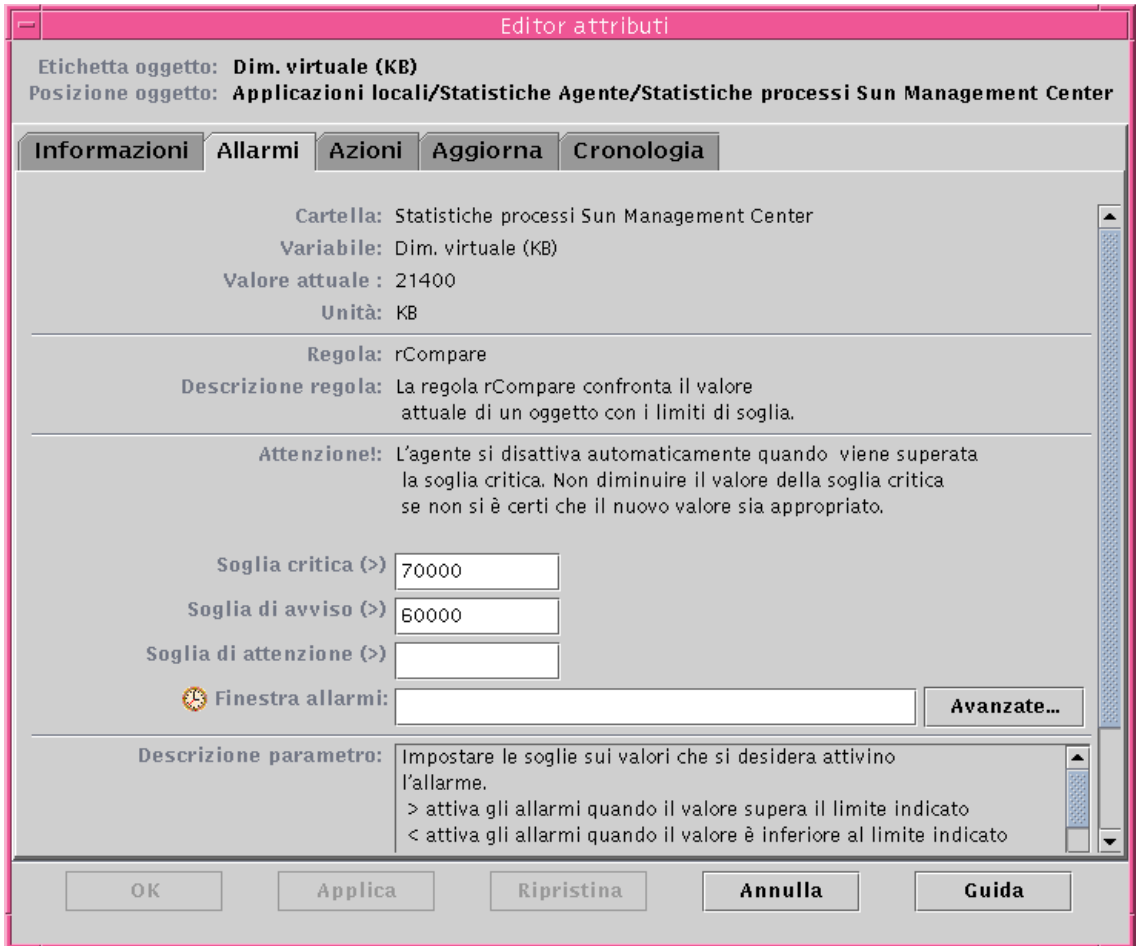 Editor attributi
Etichetta oggetto: Dim. virtuale (KB)
Posizione oggetto: Applicazioni locali/Statistiche Agente/Statistiche processi Sun Management Center
Informazioni Allarmi Azioni Aggiorna Cronologia
Cartella: Statistiche processi Sun Management Center
Variabile: Dim. virtuale (KB)
Valore attuale : 21400
Unità: KB
Regola: rCompare
Descrizione regola: La regola rCompare confronta il valore
attuale di un oggetto con i limiti di soglia.
Attenzione!: L'agente si disattiva automaticamente quando viene superata
la soglia critica. Non diminuire il valore della soglia critica
se non si è certi che il nuovo valore sia appropriato.
Soglia critica (>) 70000
Soglia di avviso (>) 60000
Soglia di attenzione (>)
Finestra allarmi: Avanzate...
Descrizione parametro: Impostare le soglie sui valori che si desidera attivino
l'allarme.
> attiva gli allarmi quando il valore supera il limite indicato
< attiva gli allarmi quando il valore è inferiore al limite indicato
OK Applica Ripristina Annulla Guida